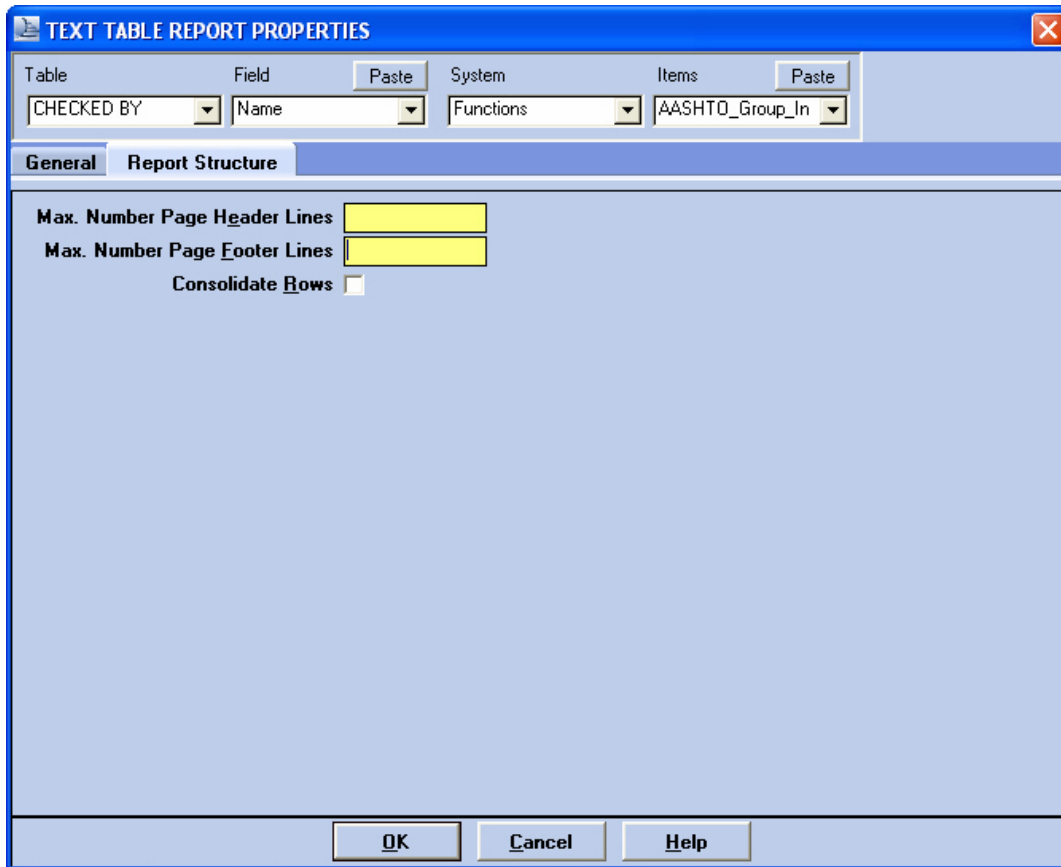 TEXT TABLE REPORT PROPERTIES
Table Field Paste System Items Paste
CHECKED BY Name Functions AASHTO_Group_In
General Report Structure
Max. Number Page Header Lines
Max. Number Page Footer Lines
Consolidate Rows
OK Cancel Help